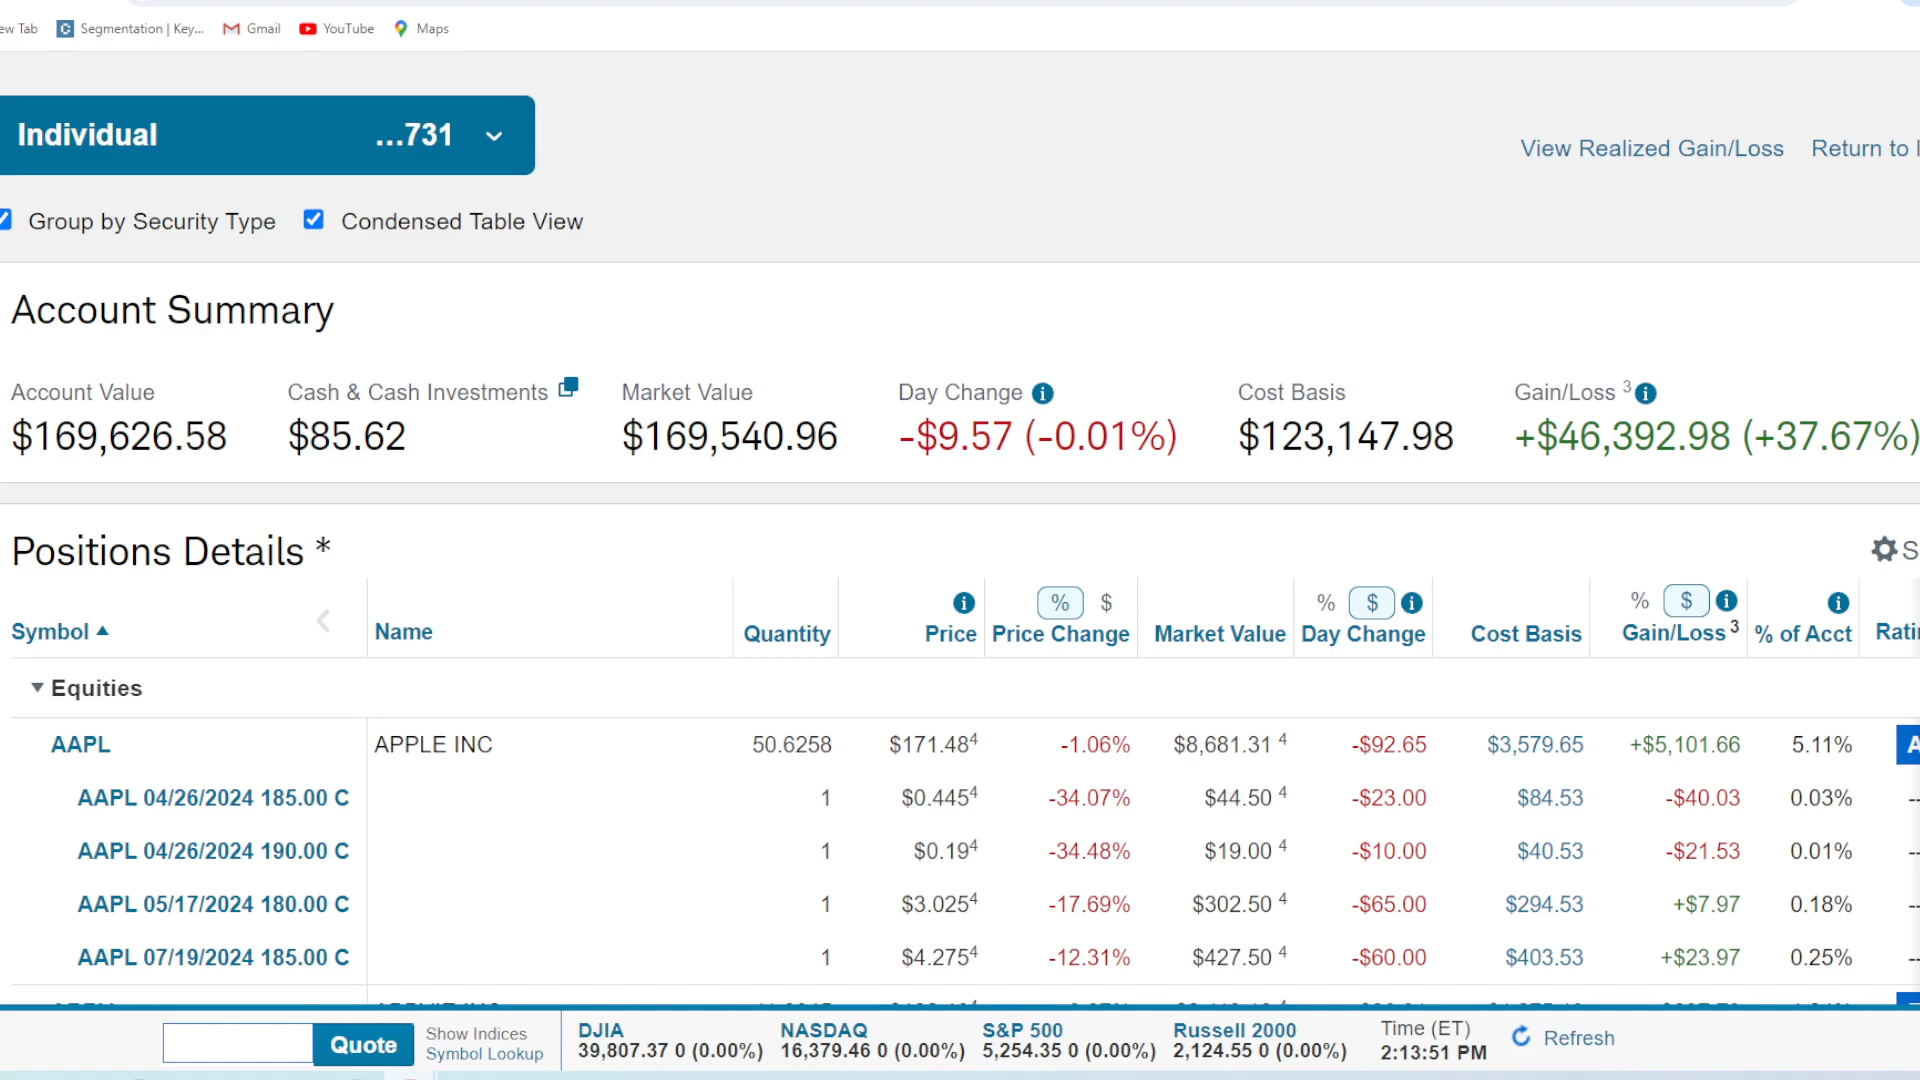 ew Tab Segmentation | Key... Gmail YouTube Maps
Individual ...731
View Realized Gain/Loss Return to
Group by Security Type Condensed Table View
Account Summary
Account Value Cash & Cash Investments Market Value Day Change Cost Basis Gain/Loss 3
$169,626.58 $85.62 $169,540.96 -$9.57 (-0.01%) $123,147.98 +$46,392.98 (+37.67%)
Positions Details *
% $ % $ % $
Symbol Name Quantity Price Price Change Market Value Day Change Cost Basis Gain/Loss 3 % of Acct Ratin
Equities
AAPL APPLE INC 50.6258 $171.484 -1.06% $8,681.31 4 -$92.65 $3,579.65 +$5,101.66 5.11% A
AAPL 04/26/2024 185.00 C 1 $0.4454 -34.07% $44.50 4 -$23.00 $84.53 -$40.03 0.03% --
AAPL 04/26/2024 190.00 C 1 $0.194 -34.48% $19.00 4 -$10.00 $40.53 -$21.53 0.01% --
AAPL 05/17/2024 180.00 C 1 $3.0254 -17.69% $302.50 4 -$65.00 $294.53 +$7.97 0.18% --
AAPL 07/19/2024 185.00 C 1 $4.2754 -12.31% $427.50 4 -$60.00 $403.53 +$23.97 0.25% --
Quote Show Indices DJIA NASDAQ S&P 500 Russell 2000 Time (ET) Refresh
Symbol Lookup 39,807.37 0 (0.00%) 16,379.46 0 (0.00%) 5,254.35 0 (0.00%) 2,124.55 0 (0.00%) 2:13:51 PM